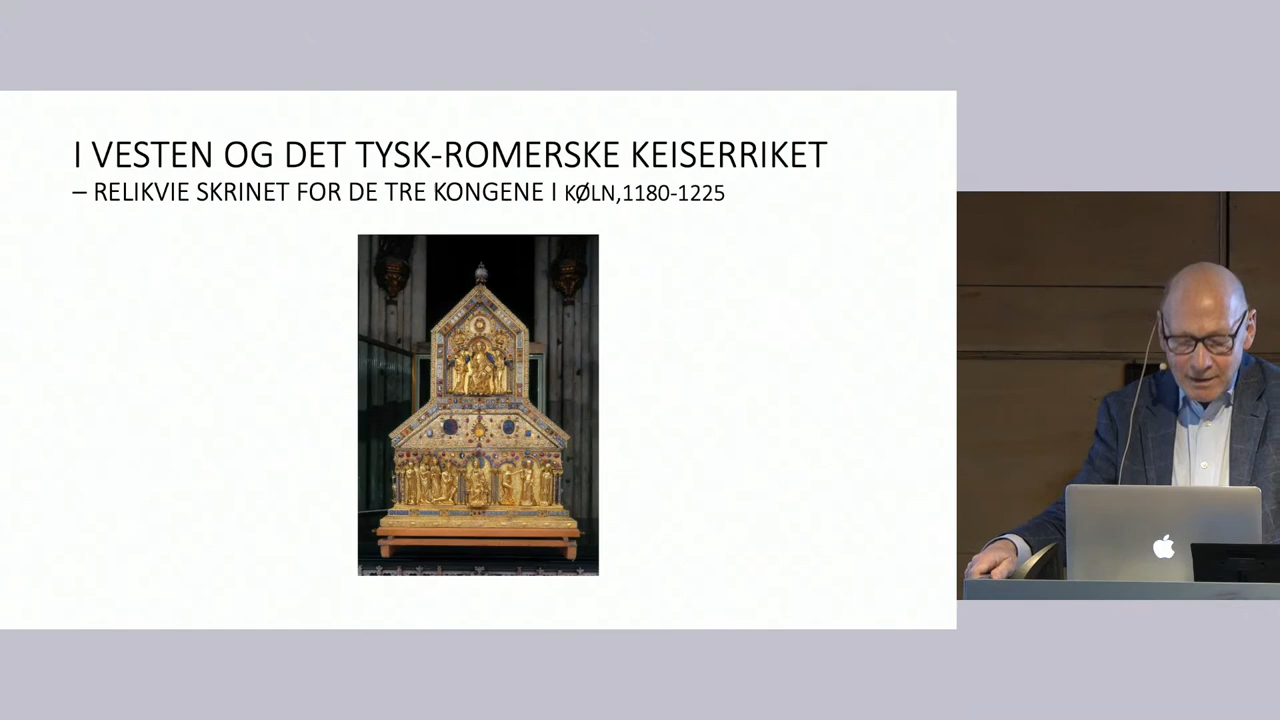 I VESTEN OG DET TYSK-ROMERSKE KEISERRIKET
– RELIKVIE SKRINET FOR DE TRE KONGENE I KØLN,1180-1225